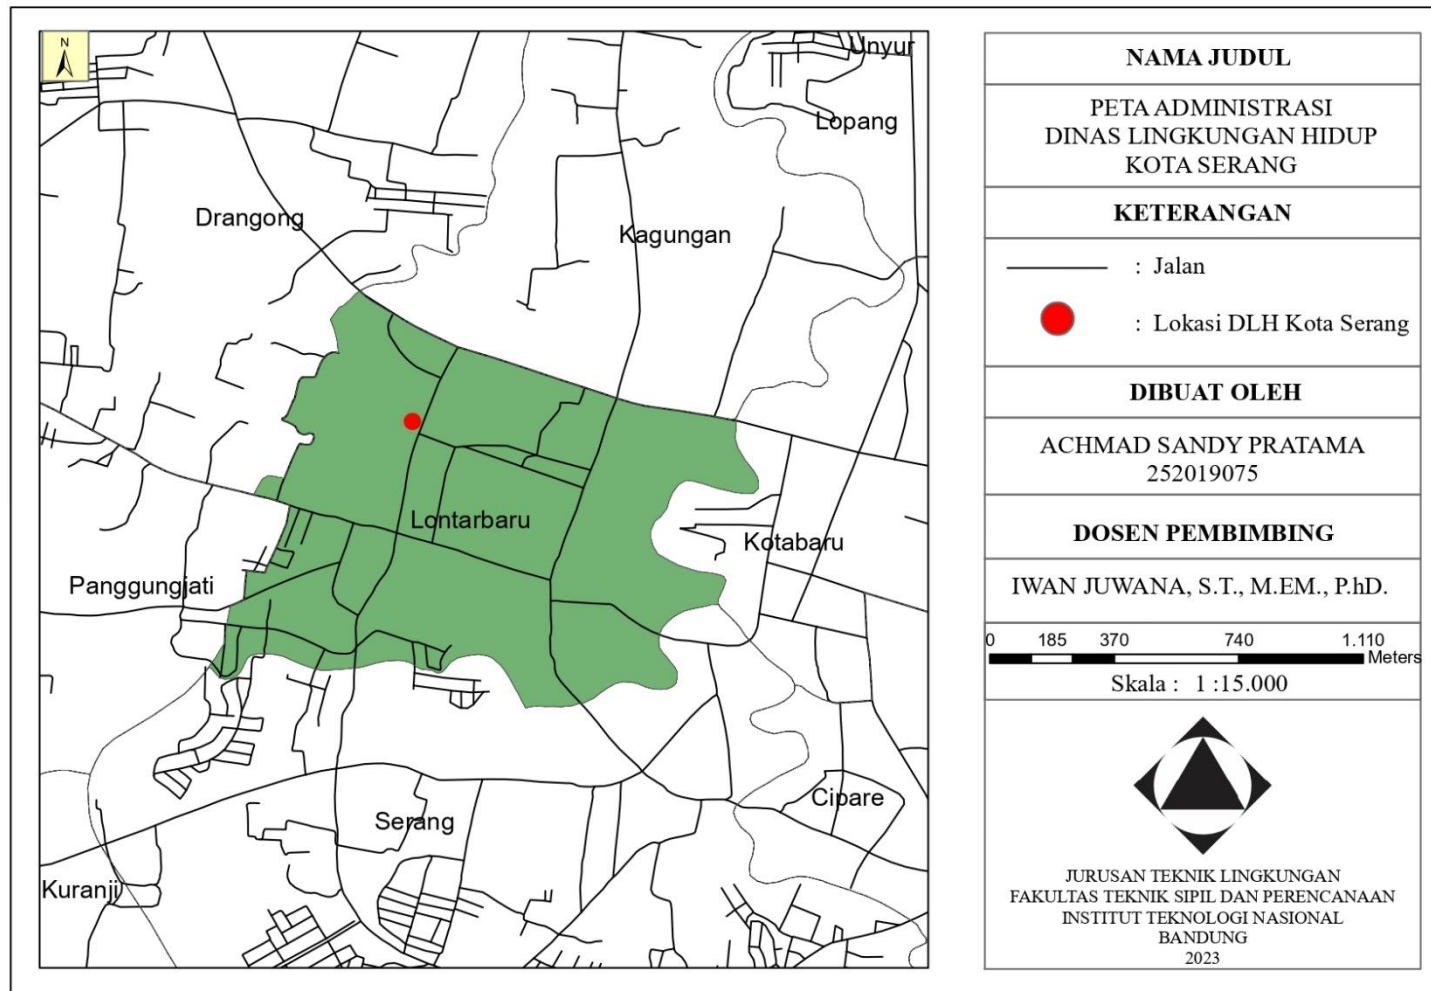 N
Unyur
Lopang
Drangong
Kagungan
Lontarbaru
Kotabaru
Panggungjati
Cipare
Serang
Kuranji
NAMA JUDUL
PETA ADMINISTRASI
DINAS LINGKUNGAN HIDUP
KOTA SERANG
KETERANGAN
: Jalan
: Lokasi DLH Kota Serang
DIBUAT OLEH
ACHMAD SANDY PRATAMA
252019075
DOSEN PEMBIMBING
IWAN JUWANA, S.T., M.EM., P.hD.
0 185 370 740 1.110
Meters
Skala : 1 :15.000
JURUSAN TEKNIK LINGKUNGAN
FAKULTAS TEKNIK SIPIL DAN PERENCANAAN
INSTITUT TEKNOLOGI NASIONAL
BANDUNG
2023